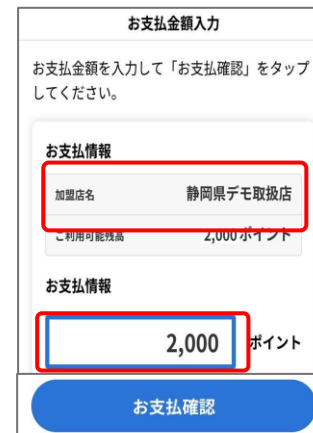 お支払金額入力
お支払金額を入力して「お支払確認」をタップ
してください。
お支払情報
加盟店名 静岡県デモ取扱店
ご利用可能残高 2,000 ポイント
お支払情報
2,000 ポイント
お支払確認